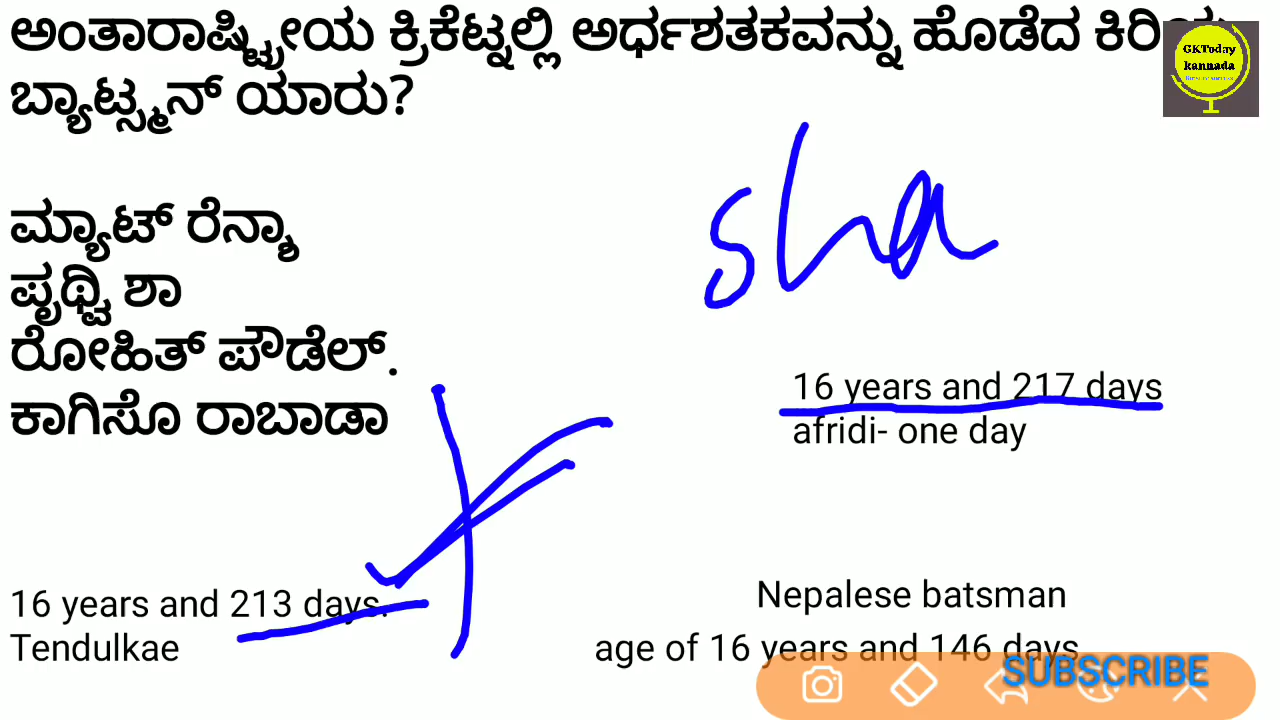 ಅಂತಾರಾಷ್ಟ್ರೀಯ ಕ್ರಿಕೆಟ್ನಲ್ಲಿ ಅರ್ಧಶತಕವನ್ನು ಹೊಡೆದ
ಬ್ಯಾಟ್ಸ್ಮನ್ ಯಾರು?
GKToday
kannada
ಮ್ಯಾಟ್ ರೆನ್ಶಾ
ಪೃಥ್ವಿ ಶಾ
ರೋಹಿತ್ ಪೌಡೆಲ್.
ಕಾಗಿಸೊ ರಾಬಾಡಾ
sha
16 years and 217 days
afridi- one day
16 years and 213 days.
Tendulkae
Nepalese batsman
age of 16 years and 146 days
SUBSCRIBE